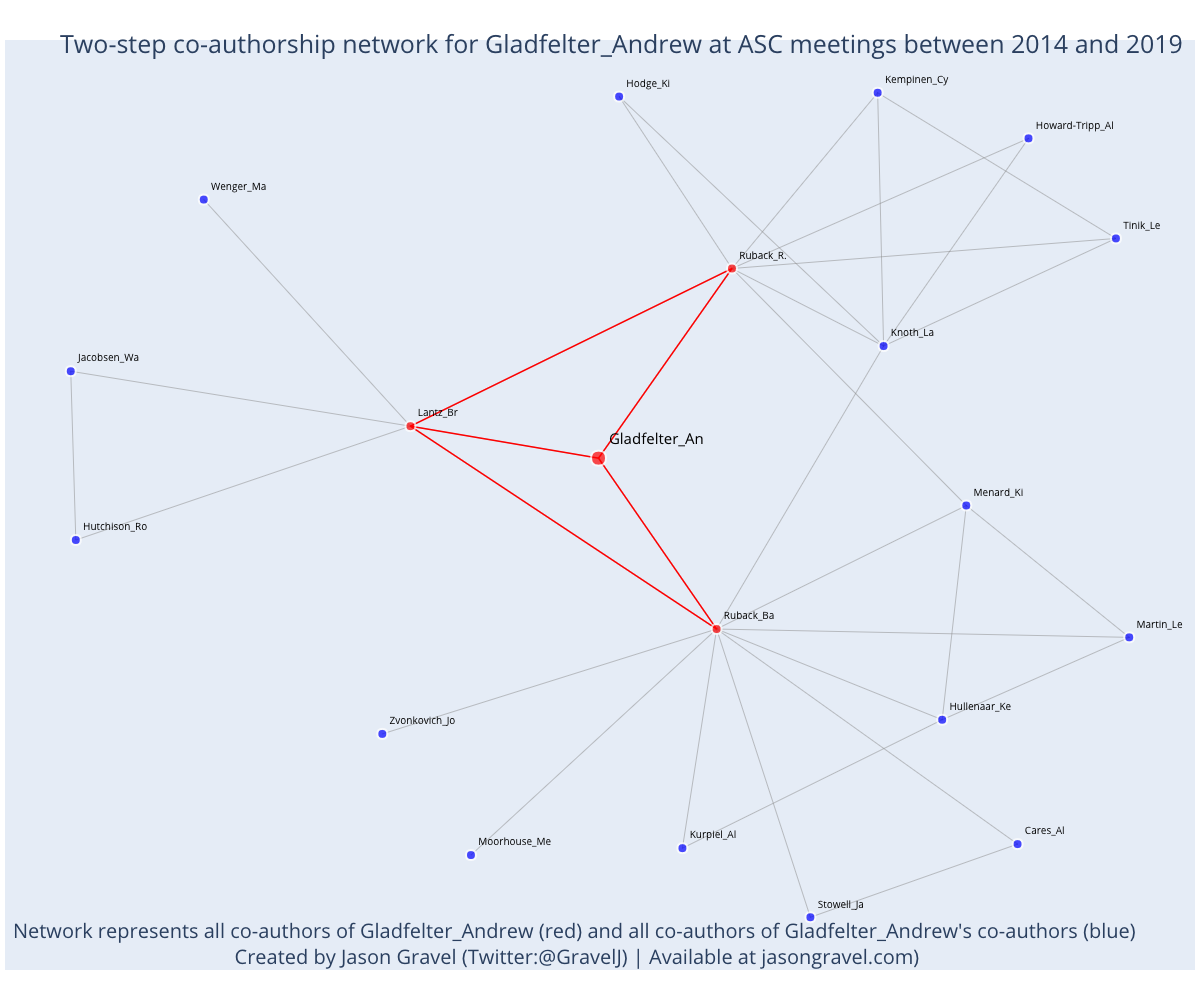 Two-step co-authorship network for Gladfelter_Andrew at ASC meetings between 2014 and 2019
Hodge_Ki
Kempinen_Cy
Howard-Tripp_Al
Wenger_Ma
Tinik_Le
Ruback_R.
Knoth_La
Jacobsen_Wa
Lantz_Br
Gladfelter_An
Menard_Ki
Hutchison_Ro
Ruback_Ba
Martin_Le
Hullenaar_Ke
Zvonkovich_Jo
Kurpiel_Al
Cares_Al
Moorhouse_Me
Stowell_Ja
Network represents all co-authors of Gladfelter_Andrew (red) and all co-authors of Gladfelter_Andrew's co-authors (blue)
Created by Jason Gravel (Twitter:@GravelJ) | Available at jasongravel.com)